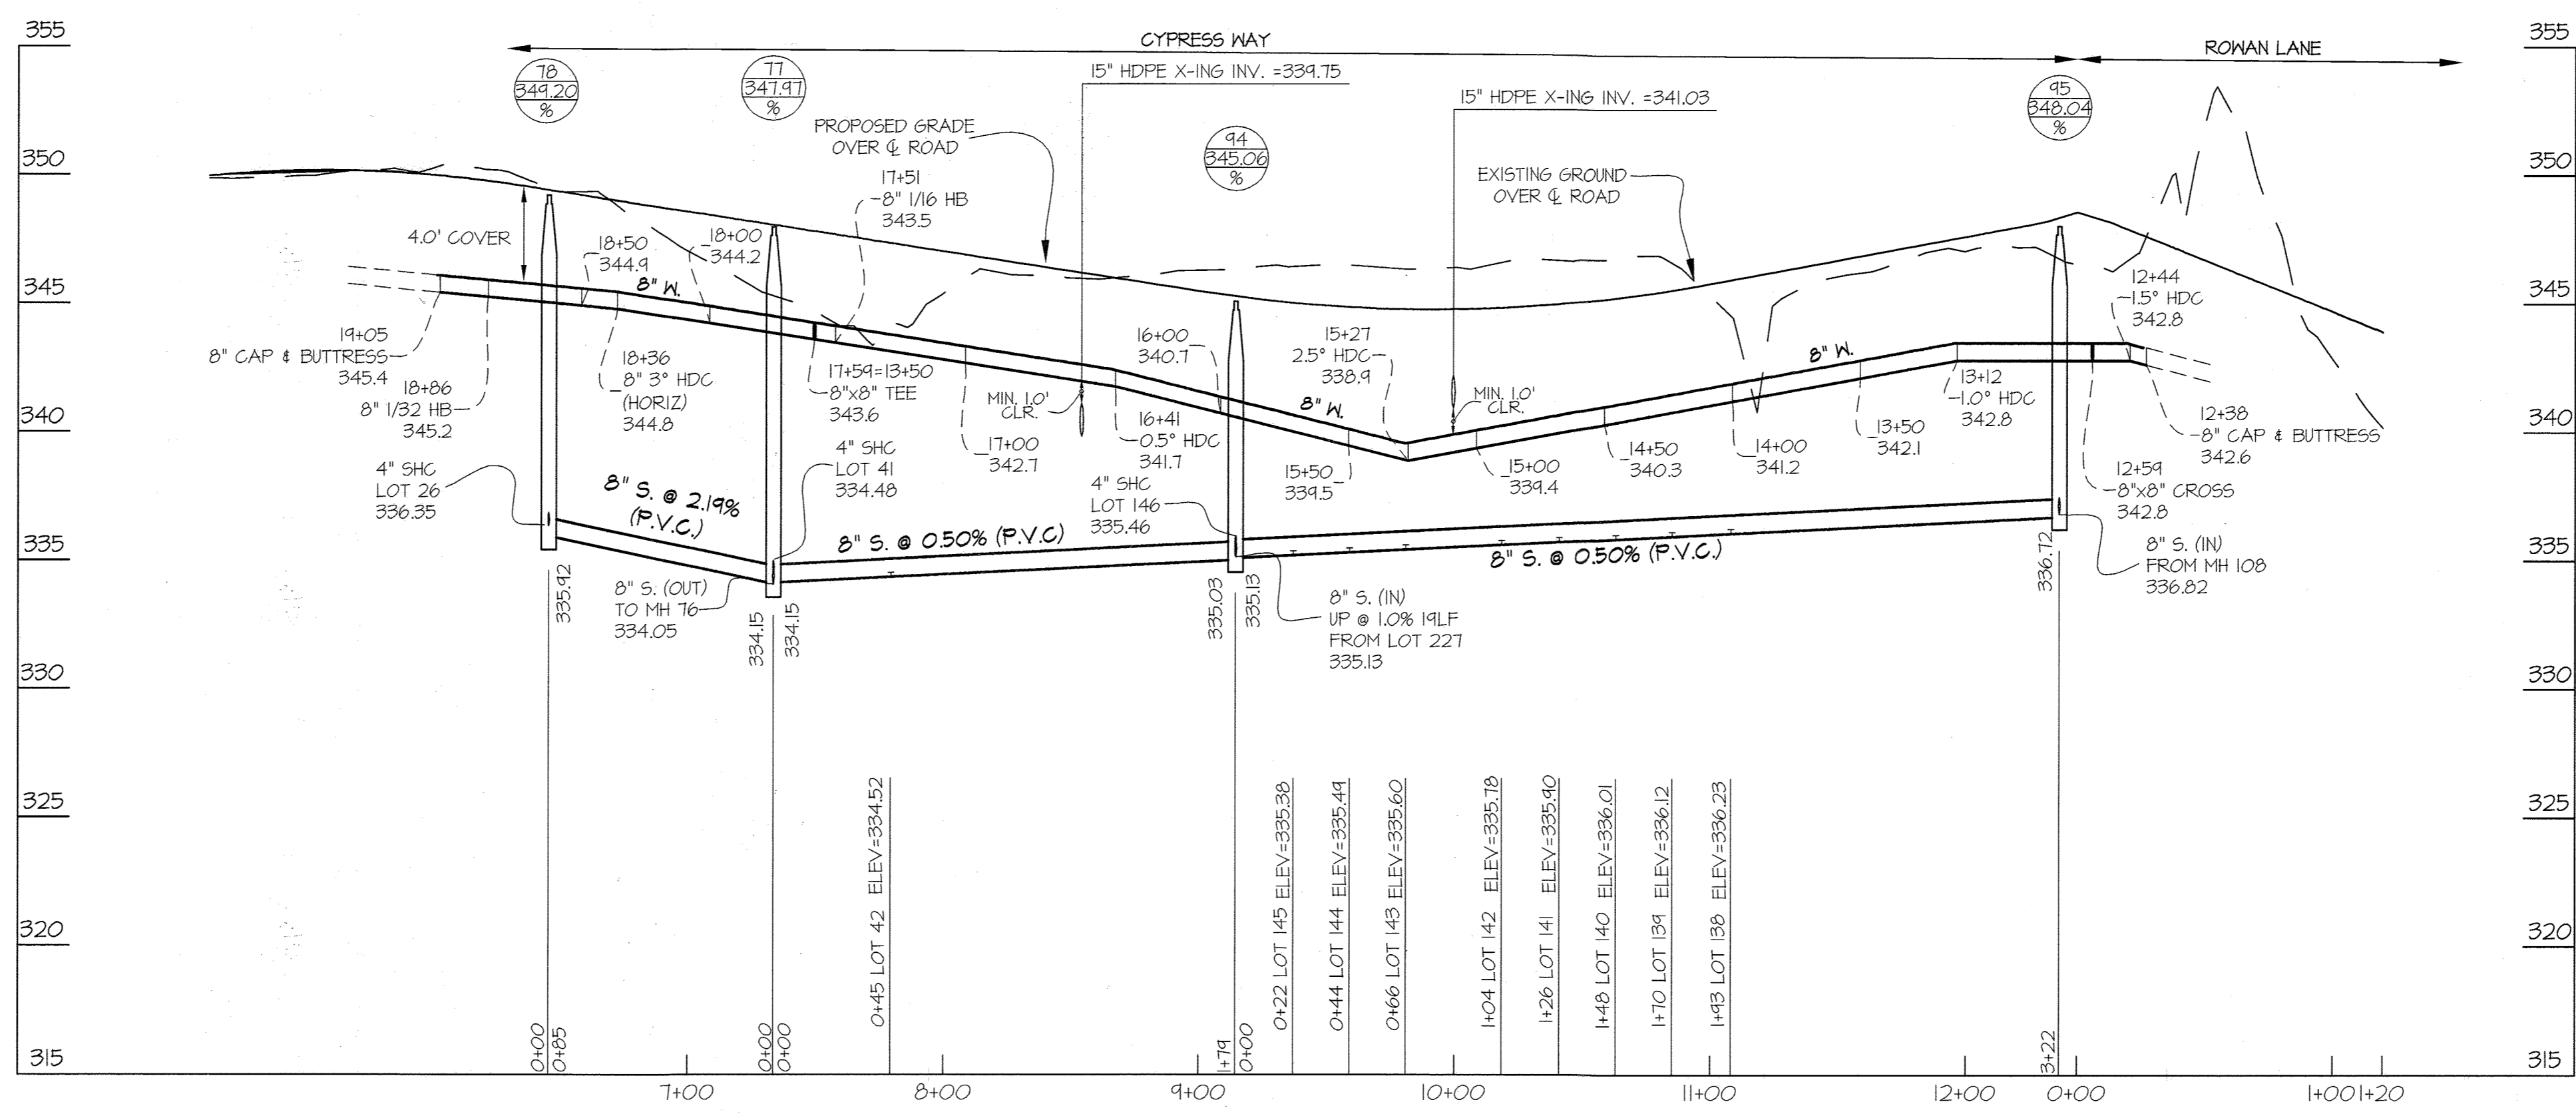 CYPRESS WAY
ROWAN LANE
355
355
350
350
345
345
340
340
335
335
330
330
325
325
320
320
315
315
78
349.20
%
77
347.97
%
94
345.06
%
95
348.04
%
15" HDPE X-ING INV. =339.75
15" HDPE X-ING INV. =341.03
PROPOSED GRADE
OVER ℄ ROAD
EXISTING GROUND
OVER ℄ ROAD
4.0' COVER
18+50
344.9
18+00
344.2
17+51
8" 1/16 HB
343.5
8" W.
19+05
8" CAP & BUTTRESS
345.4
18+86
8" 1/32 HB
345.2
18+36
8" 3° HDC
(HORIZ)
344.8
17+59=13+50
8"x8" TEE
343.6
17+00
342.7
MIN. 1.0'
CLR.
16+41
0.5° HDC
341.7
16+00
340.7
8" W.
15+27
2.5° HDC
338.9
15+50
339.5
MIN. 1.0'
CLR.
15+00
339.4
14+50
340.3
14+00
341.2
13+50
342.1
8" W.
13+12
1.0° HDC
342.8
12+44
1.5° HDC
342.8
12+38
8" CAP & BUTTRESS
342.6
12+59
8"x8" CROSS
342.8
4" SHC
LOT 26
336.35
8" S. @ 2.19%
(P.V.C.)
4" SHC
LOT 41
334.48
8" S. @ 0.50% (P.V.C)
4" SHC
LOT 146
335.46
8" S. @ 0.50% (P.V.C.)
8" S. (OUT)
TO MH 76
334.05
8" S. (IN)
UP @ 1.0% 19LF
FROM LOT 227
335.13
8" S. (IN)
FROM MH 108
336.82
335.92
334.15
334.15
335.03
335.13
336.72
0+45 LOT 42 ELEV=334.52
0+22 LOT 145 ELEV=335.38
0+44 LOT 144 ELEV=335.49
0+66 LOT 143 ELEV=335.60
1+04 LOT 142 ELEV=335.78
1+26 LOT 141 ELEV=335.90
1+48 LOT 140 ELEV=336.01
1+70 LOT 139 ELEV=336.12
1+93 LOT 138 ELEV=336.23
0+00
0+85
0+00
0+00
1+79
0+00
3+22
7+00
8+00
9+00
10+00
11+00
12+00
0+00
1+00
1+20